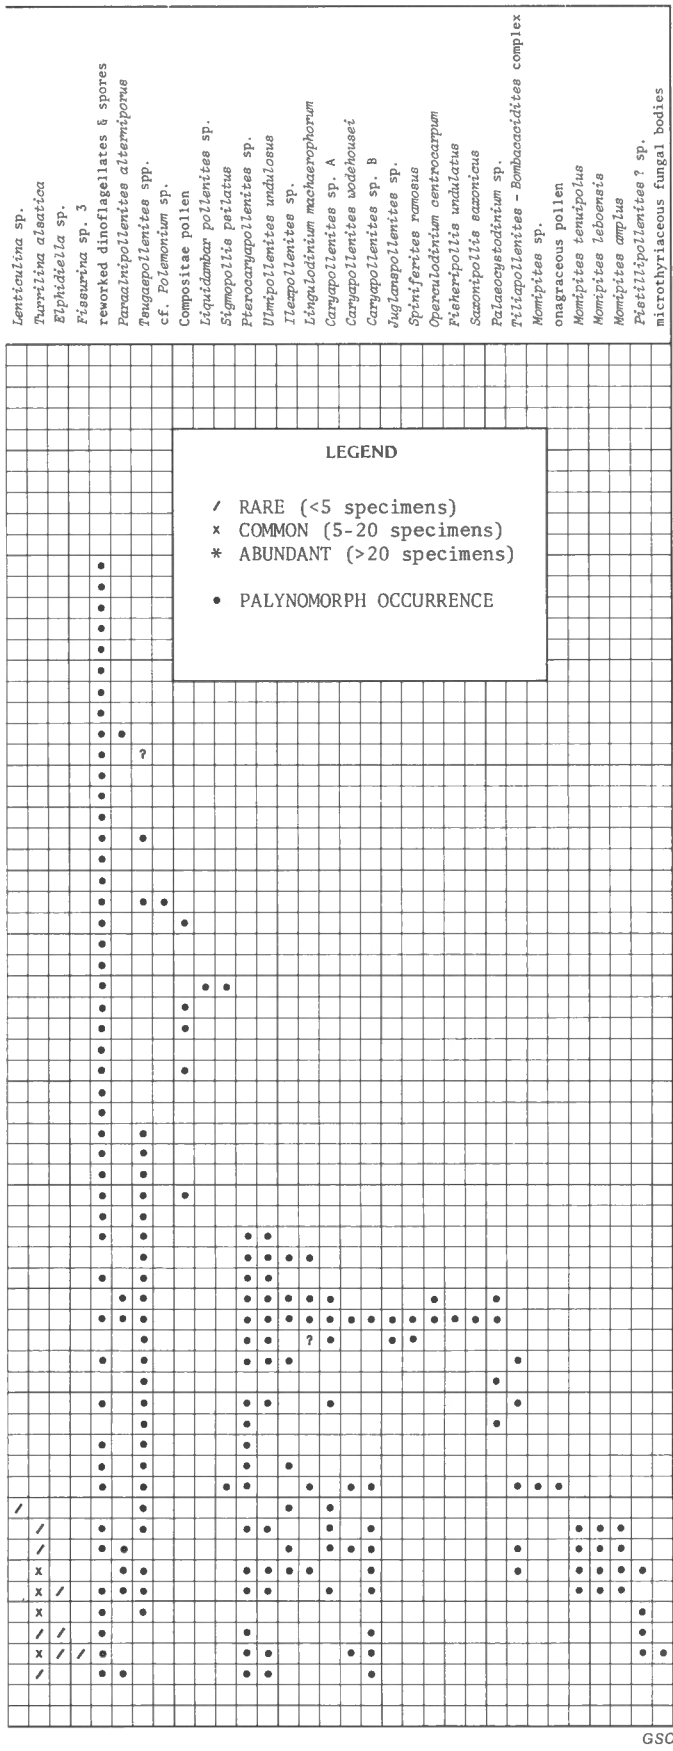 Lenticulina sp.
Turrilina alsatica
Elphidiella sp.
Fissurina sp. 3
reworked dinoflagellates & spores
Paraalnipollenites alterniporus
Tsugaepollenites spp.
cf. Polemonium sp.
Compositae pollen
Liquidambar pollenites sp.
Sigmopollis psilatus
Pterocaryapollenites sp.
Ulmipollenites undulosus
Ilexpollenites sp.
Lingulodinium machaerophorum
Caryapollenites sp. A
Caryapollenites wodehousei
Caryapollenites sp. B
Juglanspollenites sp.
Spiniferites ramosus
Operculodinium centrocarpum
Fisheripollis undulatus
Saxonipollis saxonicus
Palaeocystodinium sp.
Tiliapollenites - Bombacacidites complex
Momipites sp.
onagraceous pollen
Momipites tenuipolus
Momipites leboensis
Momipites amplus
Pistillipollenites ? sp.
microthyriaceous fungal bodies
LEGEND
/ RARE (<5 specimens)
x COMMON (5-20 specimens)
* ABUNDANT (>20 specimens)
• PALYNOMORPH OCCURRENCE
?
?
GSC